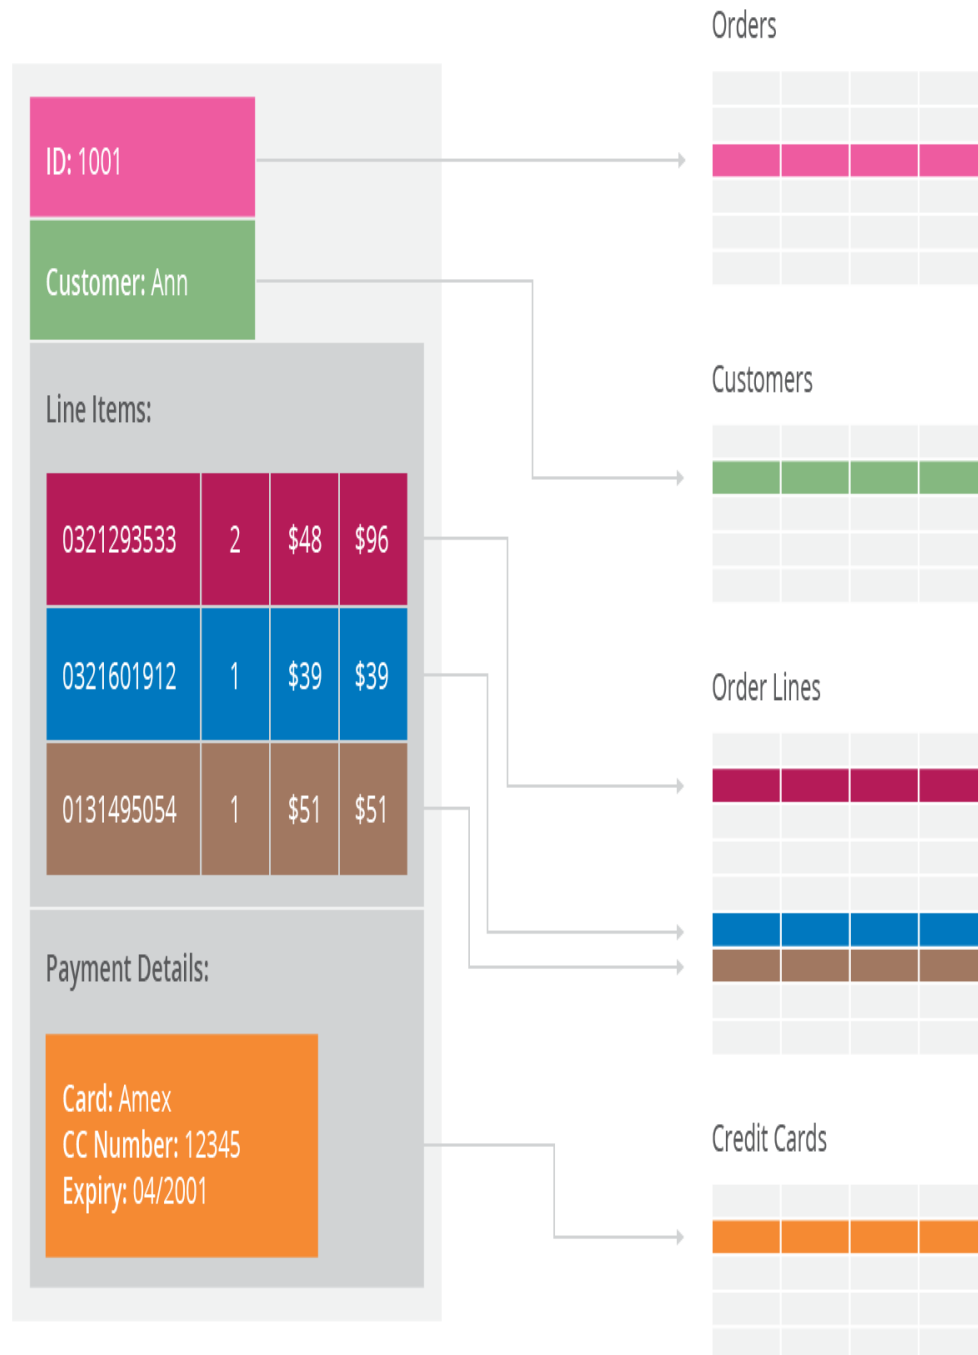 Orders
ID: 1001
Customer: Ann
Customers
Line Items:
0321293533 2 $48 $96
0321601912 1 $39 $39
0131495054 1 $51 $51
Order Lines
Payment Details:
Card: Amex
CC Number: 12345
Expiry: 04/2001
Credit Cards